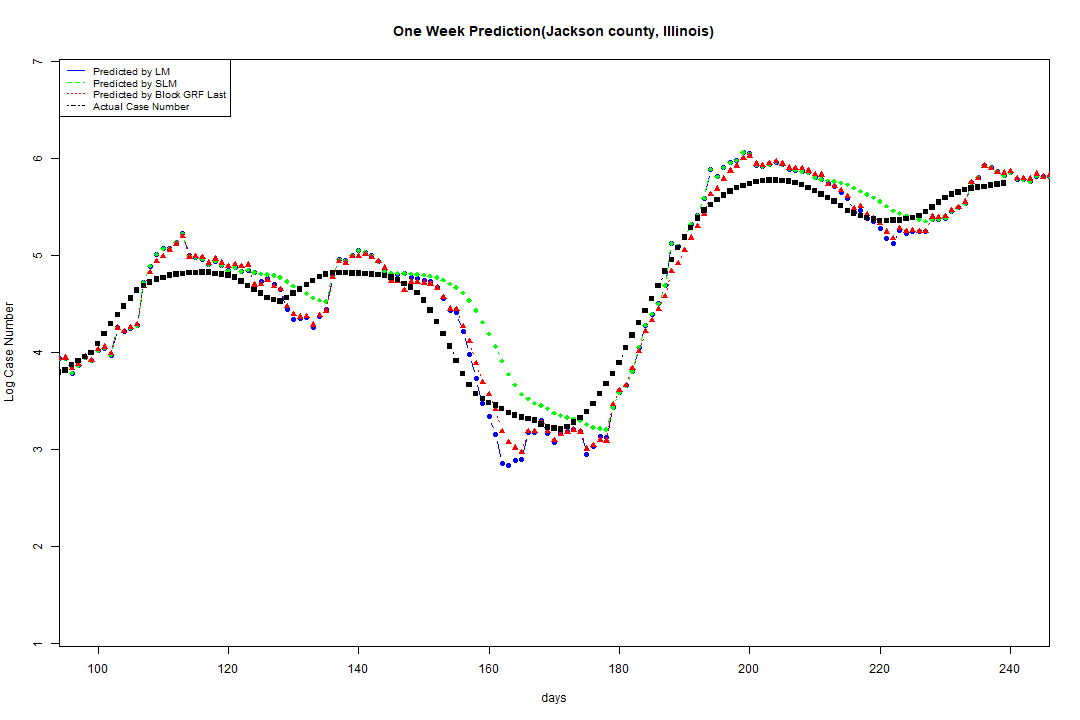 One Week Prediction(Jackson county, Illinois)
Predicted by LM
Predicted by SLM
Predicted by Block GRF Last
Actual Case Number
7
6
5
4
3
2
1
Log Case Number
100 120 140 160 180 200 220 240
days